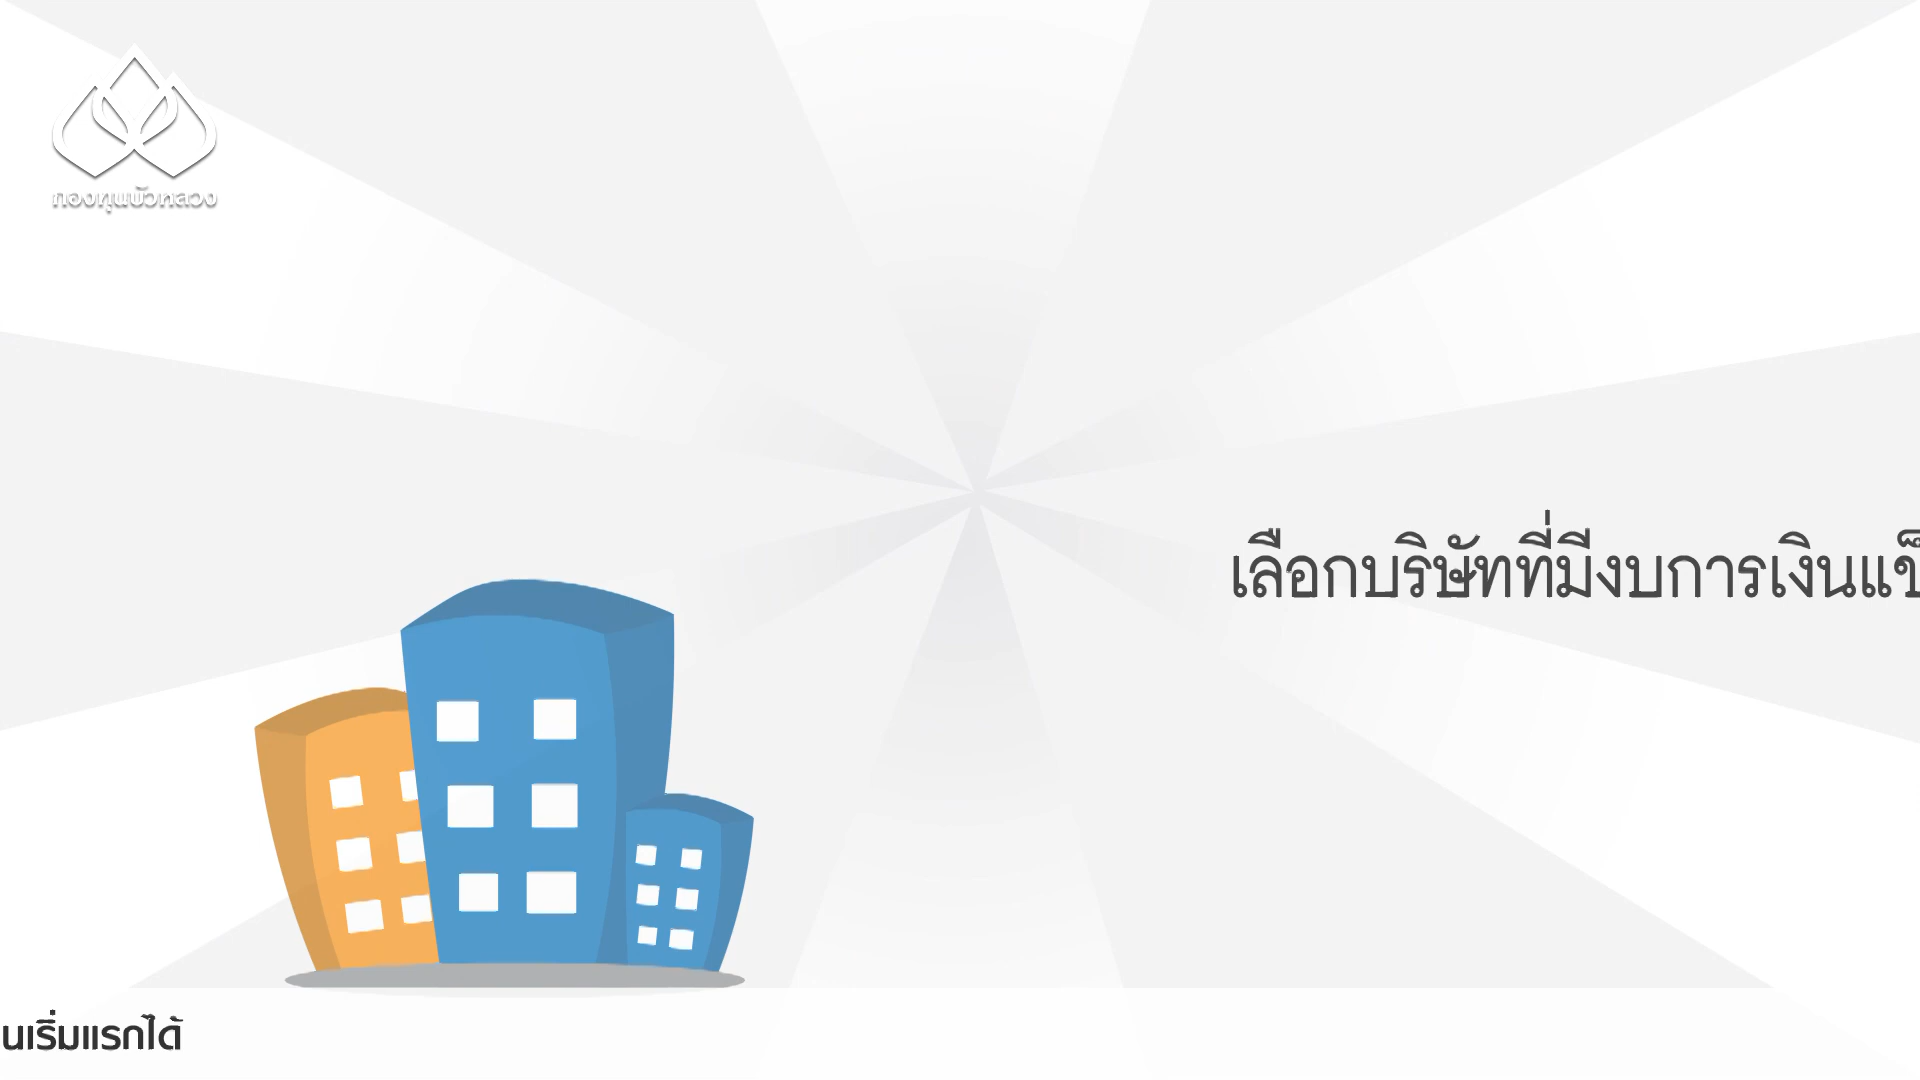 กองทุนบัวหลวง
เลือกบริษัทที่มีงบการเงินแข็
นเริ่มแรกได้